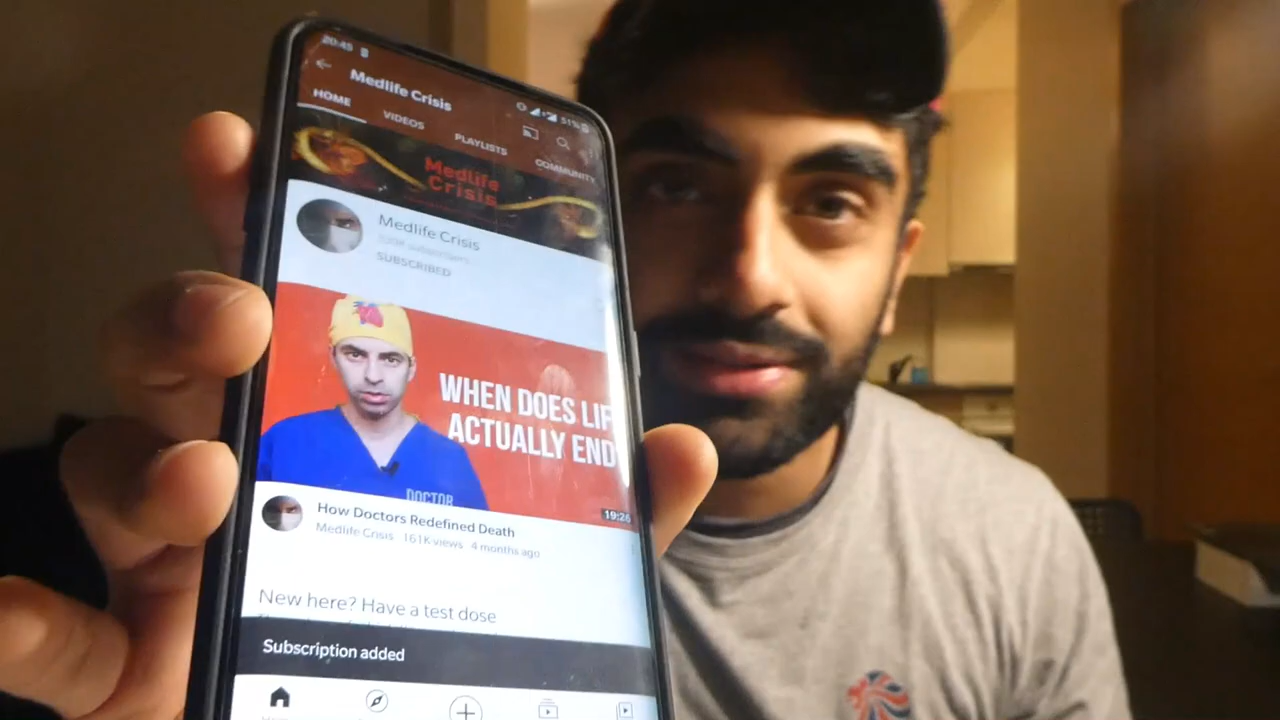 20:45
51%
Medlife Crisis
HOME VIDEOS PLAYLISTS COMMUNITY
Medlife
Crisis
Medlife Crisis
SUBSCRIBED
WHEN DOES LIF
ACTUALLY END
DOCTOR
19:26
How Doctors Redefined Death
Medlife Crisis 161K views 4 months ago
New here? Have a test dose
Subscription added